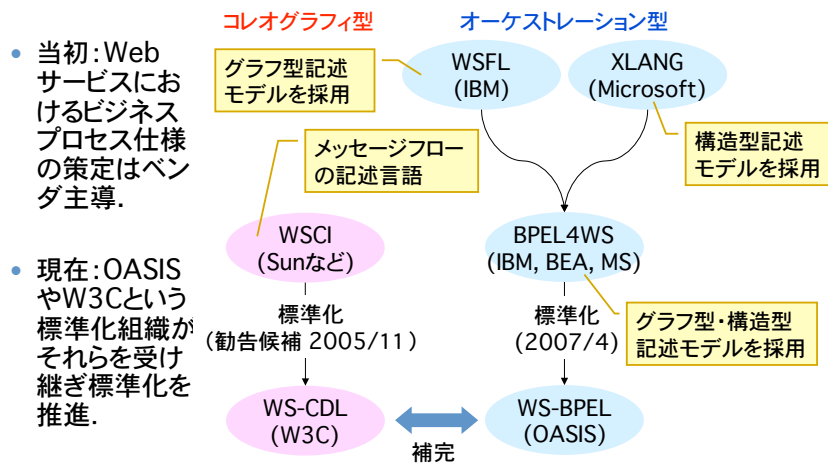 コレオグラフィ型
オーケストレーション型
• 当初:Web
サービスにお
けるビジネス
プロセス仕様
の策定はベン
ダ主導.
• 現在:OASIS
やW3Cという
標準化組織が
それらを受け
継ぎ標準化を
推進.
グラフ型記述
モデルを採用
WSFL
(IBM)
XLANG
(Microsoft)
構造型記述
モデルを採用
メッセージフロー
の記述言語
WSCI
(Sunなど)
BPEL4WS
(IBM, BEA, MS)
標準化
(勧告候補 2005/11)
標準化
(2007/4)
グラフ型・構造型
記述モデルを採用
WS-CDL
(W3C)
WS-BPEL
(OASIS)
補完